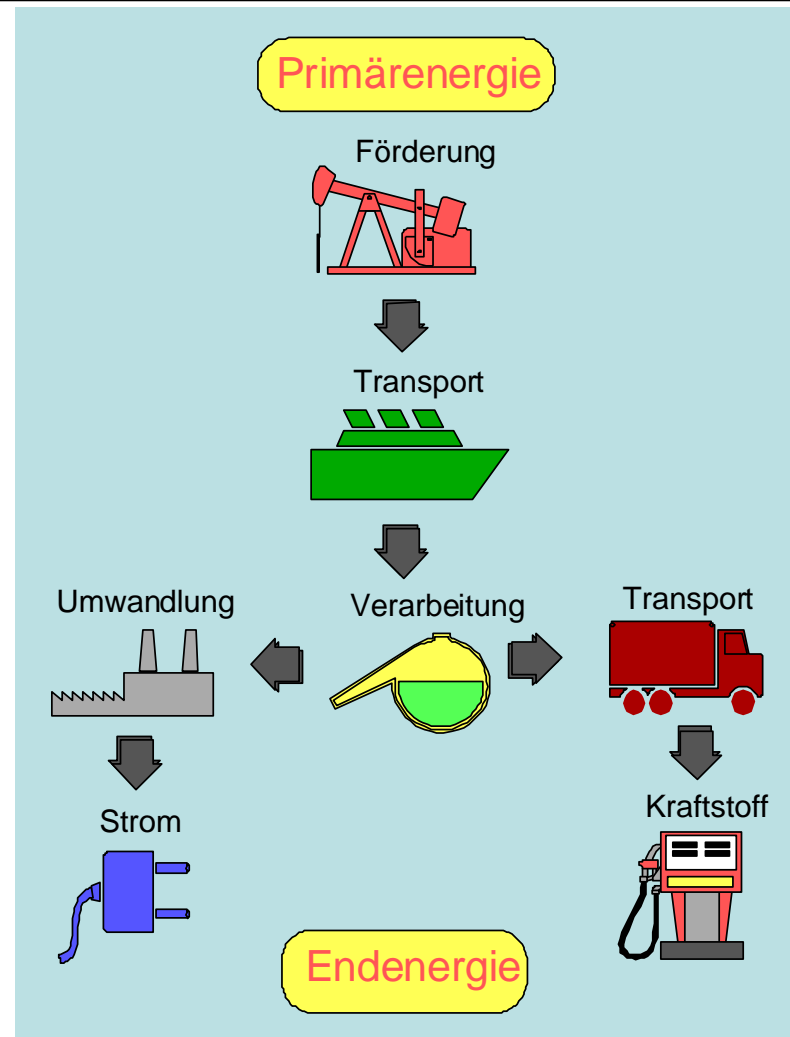 Primärenergie
Förderung
Transport
Umwandlung
Verarbeitung
Transport
Strom
Kraftstoff
Endenergie